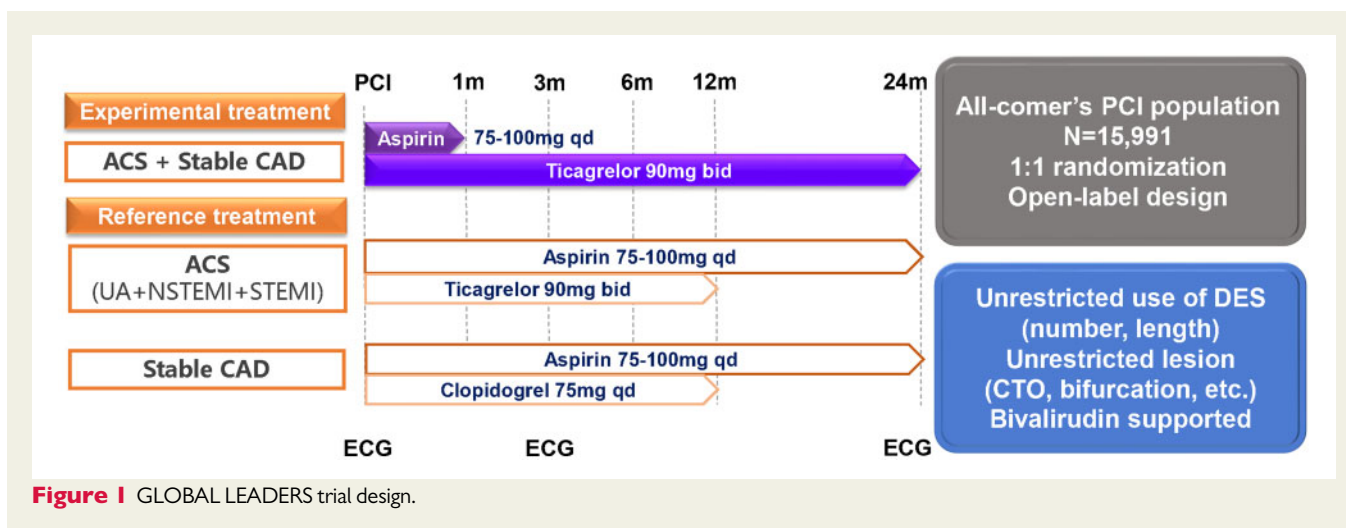 PCI 1m 3m 6m 12m 24m
Experimental treatment
Aspirin 75-100mg qd
ACS + Stable CAD
Ticagrelor 90mg bid
Reference treatment
ACS
(UA+NSTEMI+STEMI)
Aspirin 75-100mg qd
Ticagrelor 90mg bid
Stable CAD
Aspirin 75-100mg qd
Clopidogrel 75mg qd
ECG ECG ECG
All-comer's PCI population
N=15,991
1:1 randomization
Open-label design
Unrestricted use of DES
(number, length)
Unrestricted lesion
(CTO, bifurcation, etc.)
Bivalirudin supported
Figure 1 GLOBAL LEADERS trial design.